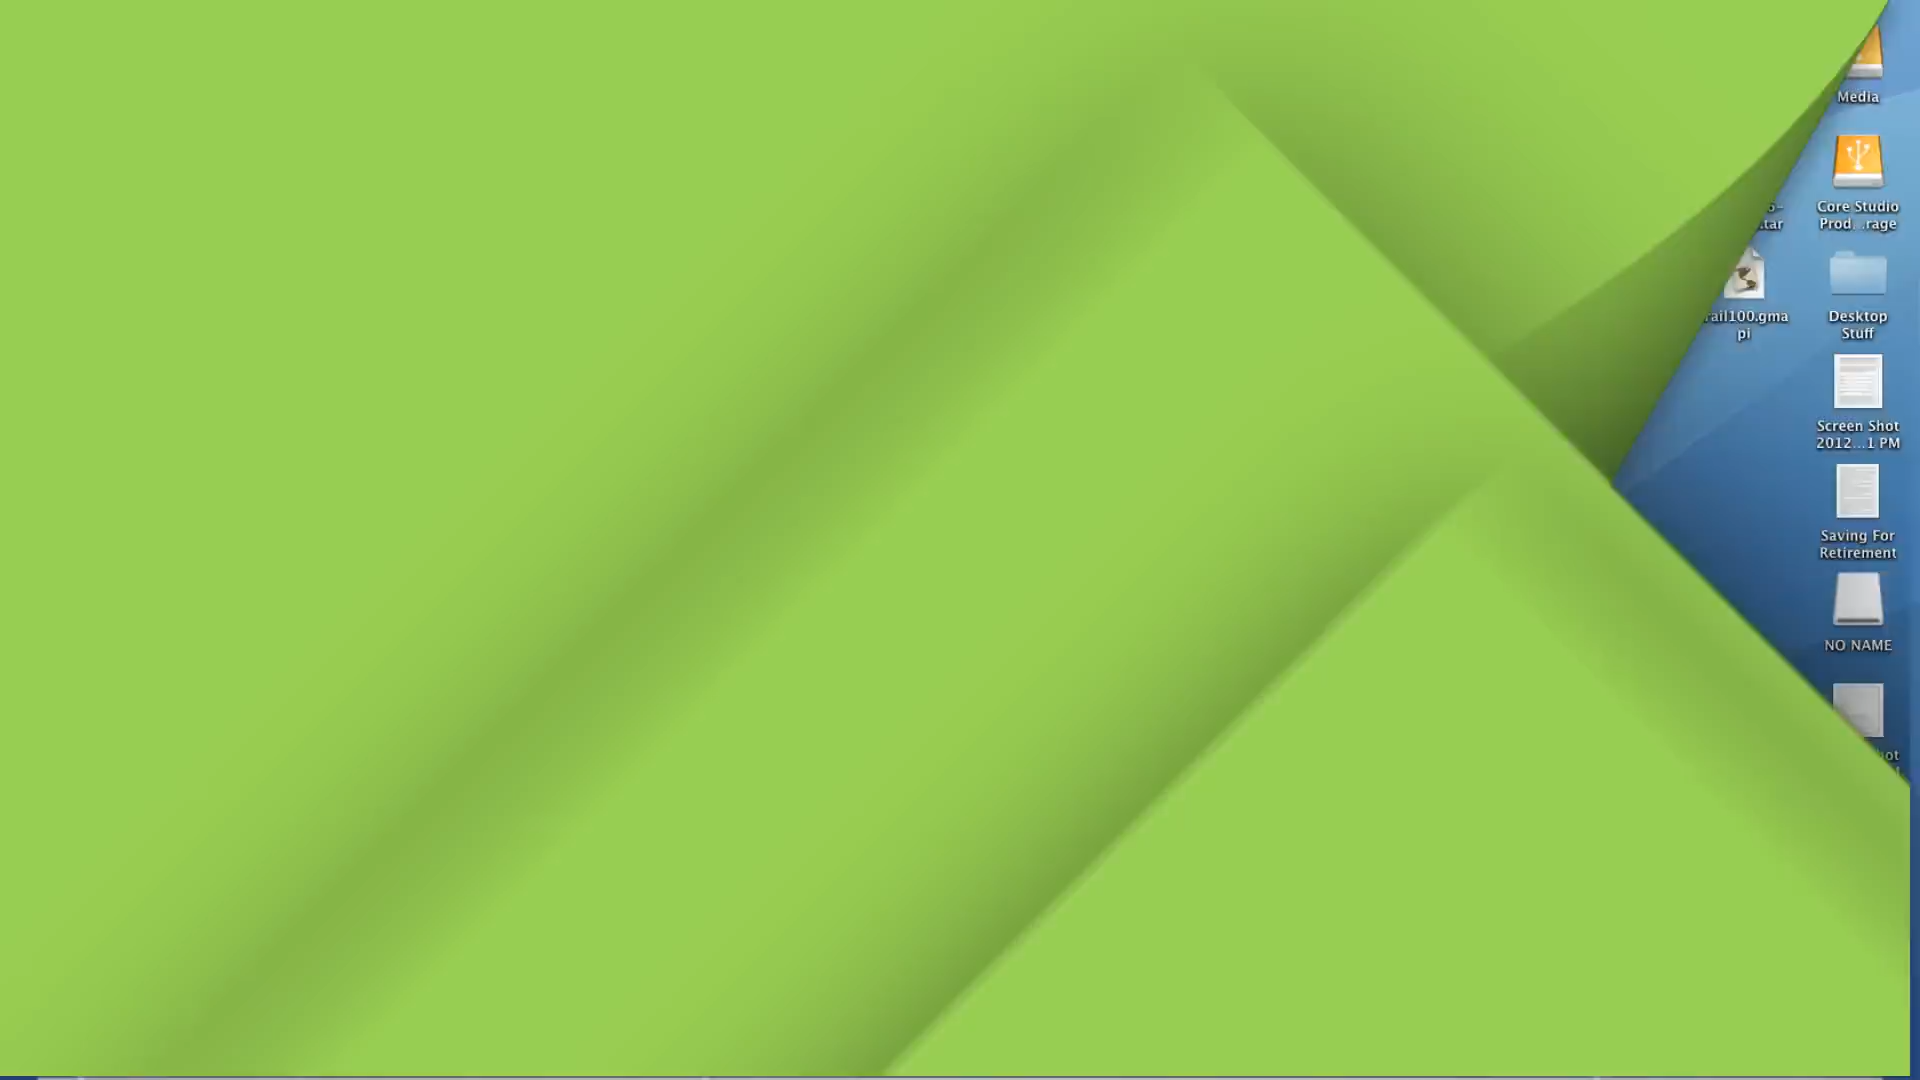 Media
Core Studio
Prod...rage
Desktop
Stuff
ail100.gma
pi
Screen Shot
2012...1 PM
Saving For
Retirement
NO NAME